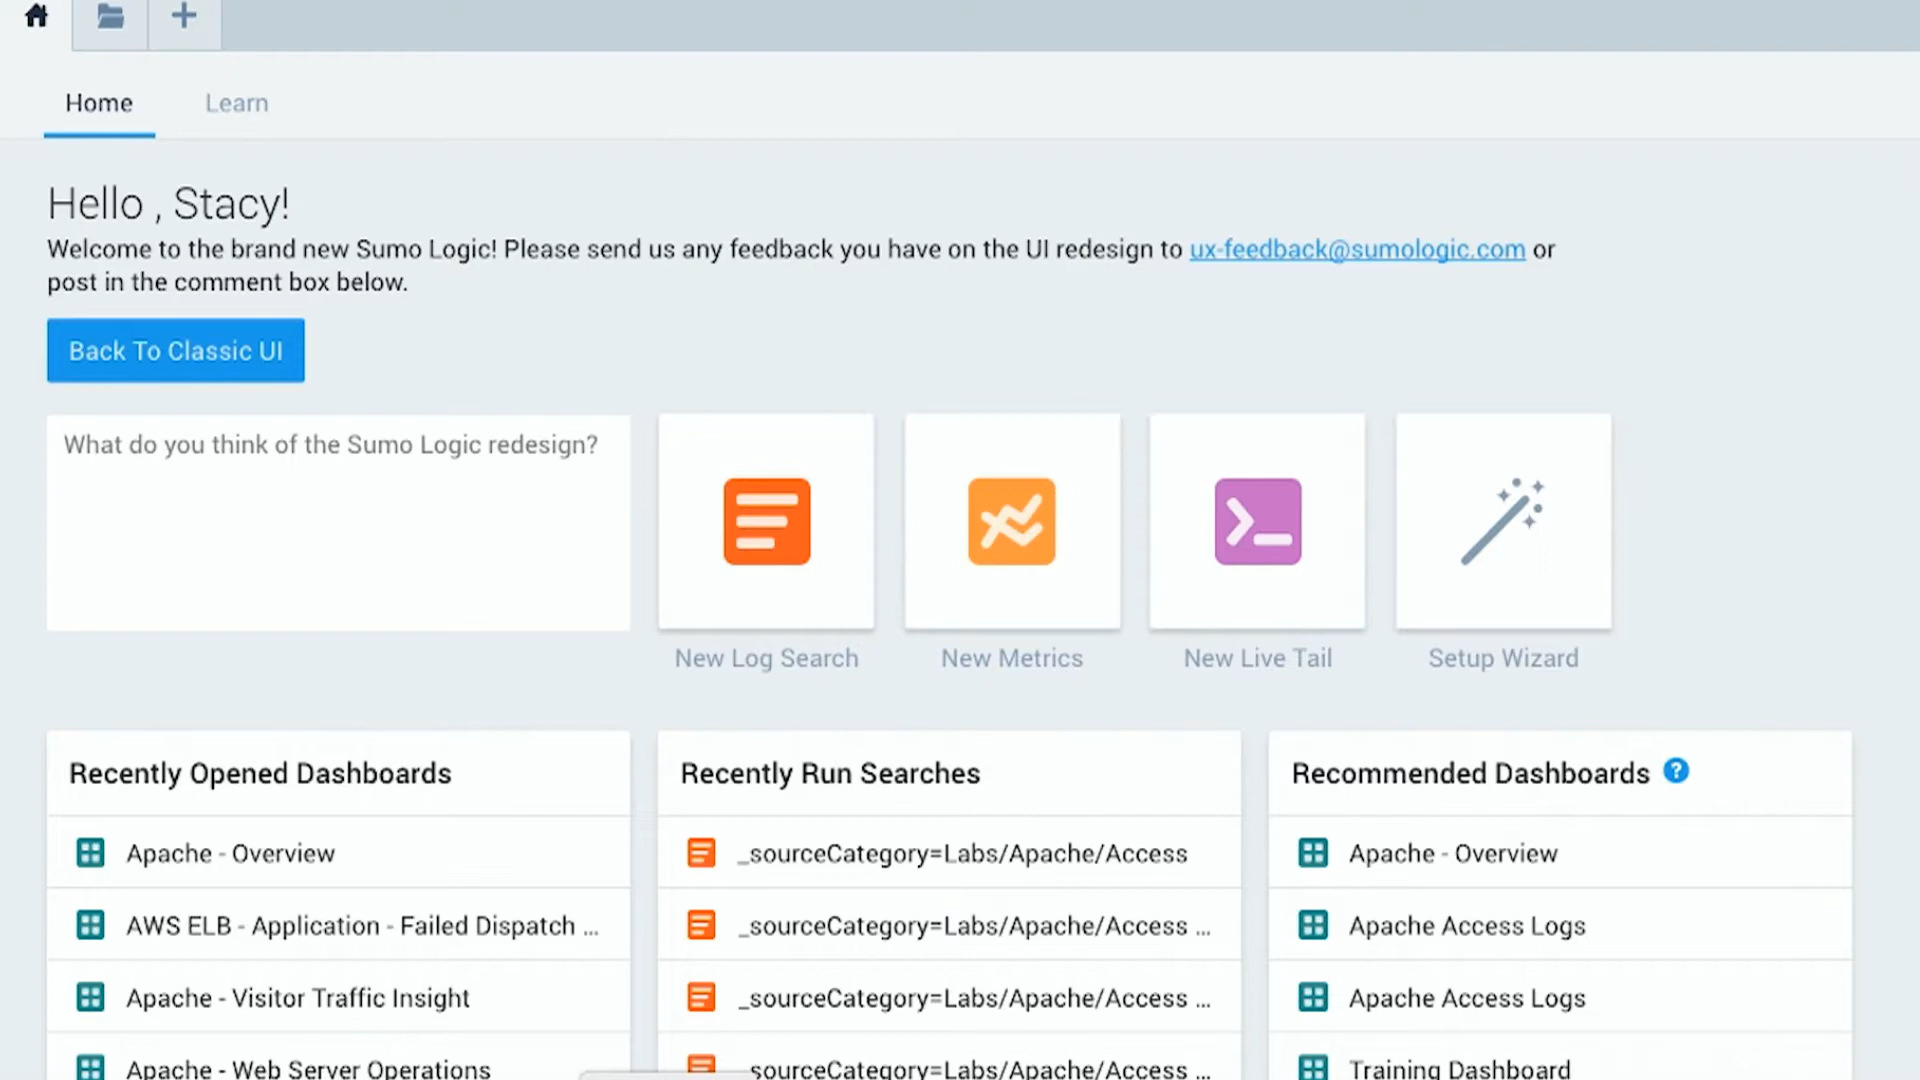 Home
Learn
Hello , Stacy!
Welcome to the brand new Sumo Logic! Please send us any feedback you have on the UI redesign to ux-feedback@sumologic.com or
post in the comment box below.
Back To Classic UI
What do you think of the Sumo Logic redesign?
New Log Search
New Metrics
New Live Tail
Setup Wizard
Recently Opened Dashboards
Apache - Overview
AWS ELB - Application - Failed Dispatch ...
Apache - Visitor Traffic Insight
Apache - Web Server Operations
Recently Run Searches
_sourceCategory=Labs/Apache/Access
_sourceCategory=Labs/Apache/Access ...
_sourceCategory=Labs/Apache/Access ...
sourceCategory=Labs/Apache/Access ...
Recommended Dashboards ?
Apache - Overview
Apache Access Logs
Apache Access Logs
Training Dashboard